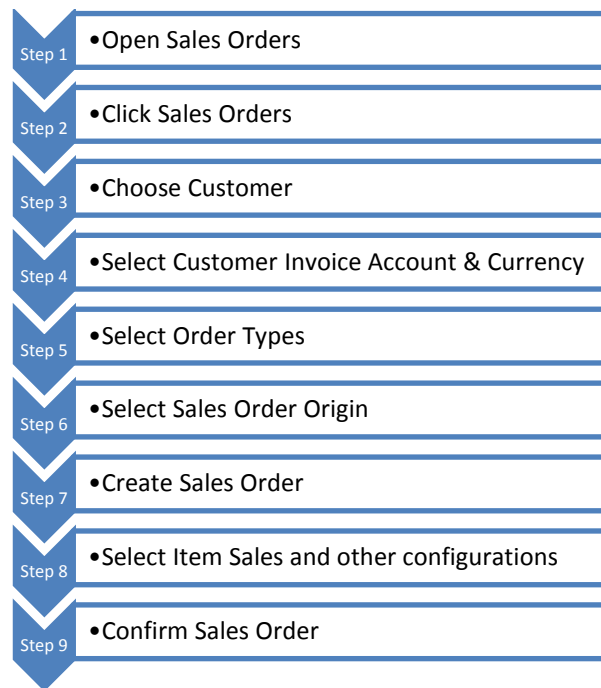 Step 1
•Open Sales Orders
Step 2
•Click Sales Orders
Step 3
•Choose Customer
Step 4
•Select Customer Invoice Account & Currency
Step 5
•Select Order Types
Step 6
•Select Sales Order Origin
Step 7
•Create Sales Order
Step 8
•Select Item Sales and other configurations
Step 9
•Confirm Sales Order